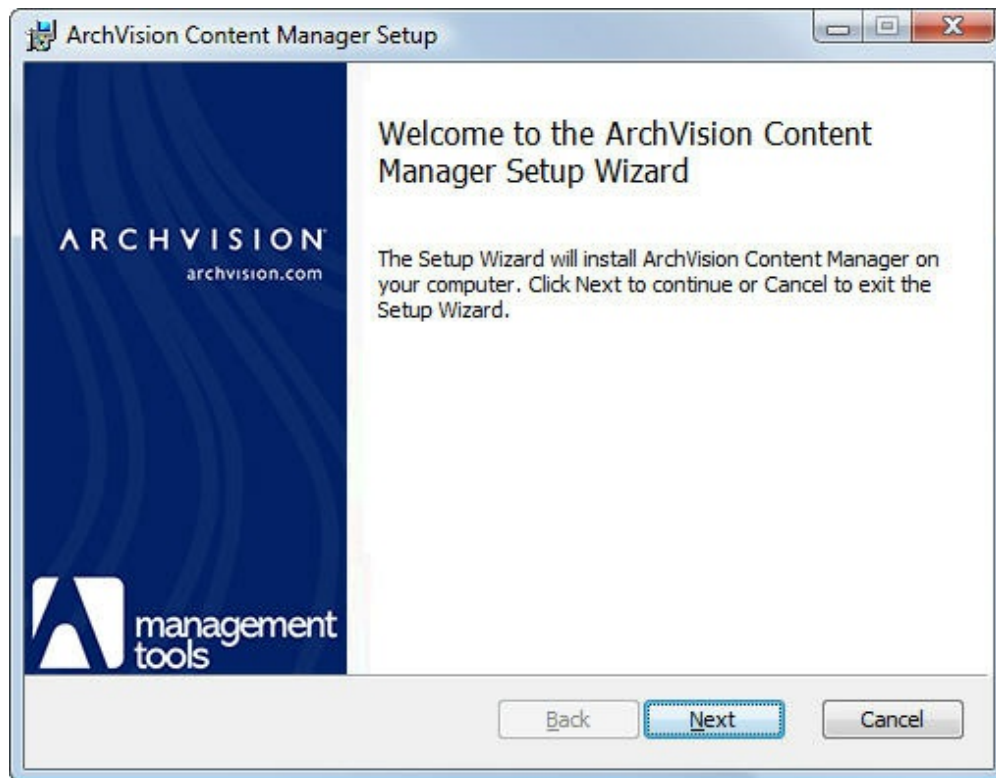 ArchVision Content Manager Setup
Welcome to the ArchVision Content
Manager Setup Wizard
ARCHVISION
archvision.com
The Setup Wizard will install ArchVision Content Manager on
your computer. Click Next to continue or Cancel to exit the
Setup Wizard.
management
tools
Back Next Cancel